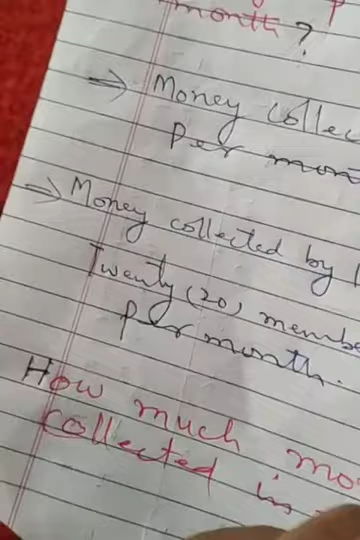 month ?
→ Money collec
Per mon
→ Money collected by
Twenty (20) membe
per month.
How much mo
collected in